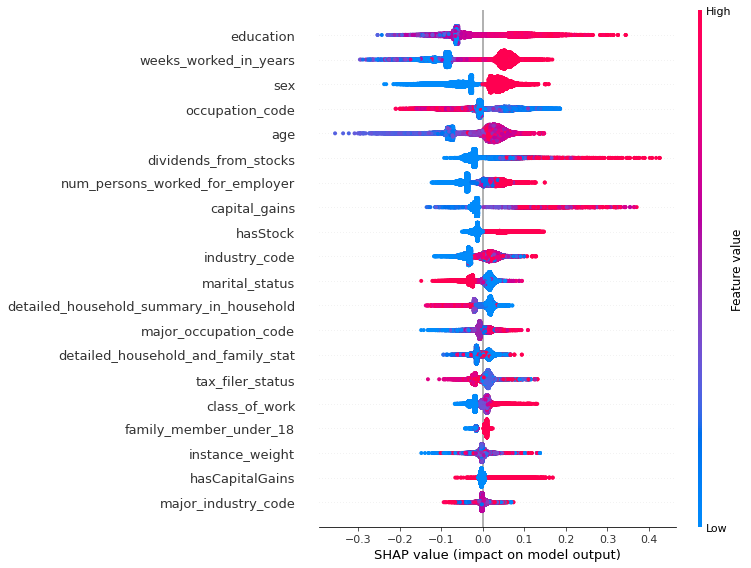 High
education
weeks_worked_in_years
sex
occupation_code
age
dividends_from_stocks
num_persons_worked_for_employer
capital_gains
hasStock
industry_code
marital_status
detailed_household_summary_in_household
major_occupation_code
detailed_household_and_family_stat
tax_filer_status
class_of_work
family_member_under_18
instance_weight
hasCapitalGains
major_industry_code
Feature value
Low
−0.3 −0.2 −0.1 0.0 0.1 0.2 0.3 0.4
SHAP value (impact on model output)